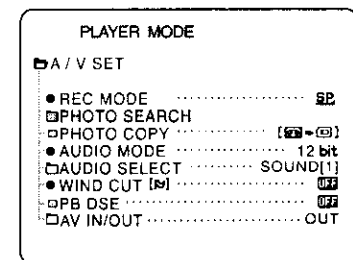 PLAYER MODE
A / V SET
REC MODE ................ SP
PHOTO SEARCH
PHOTO COPY ................ [ ]
AUDIO MODE ................ 12 bit
AUDIO SELECT ......... SOUND[1]
WIND CUT [ ] ................ OFF
PB DSE ................ OFF
AV IN/OUT ................ OUT